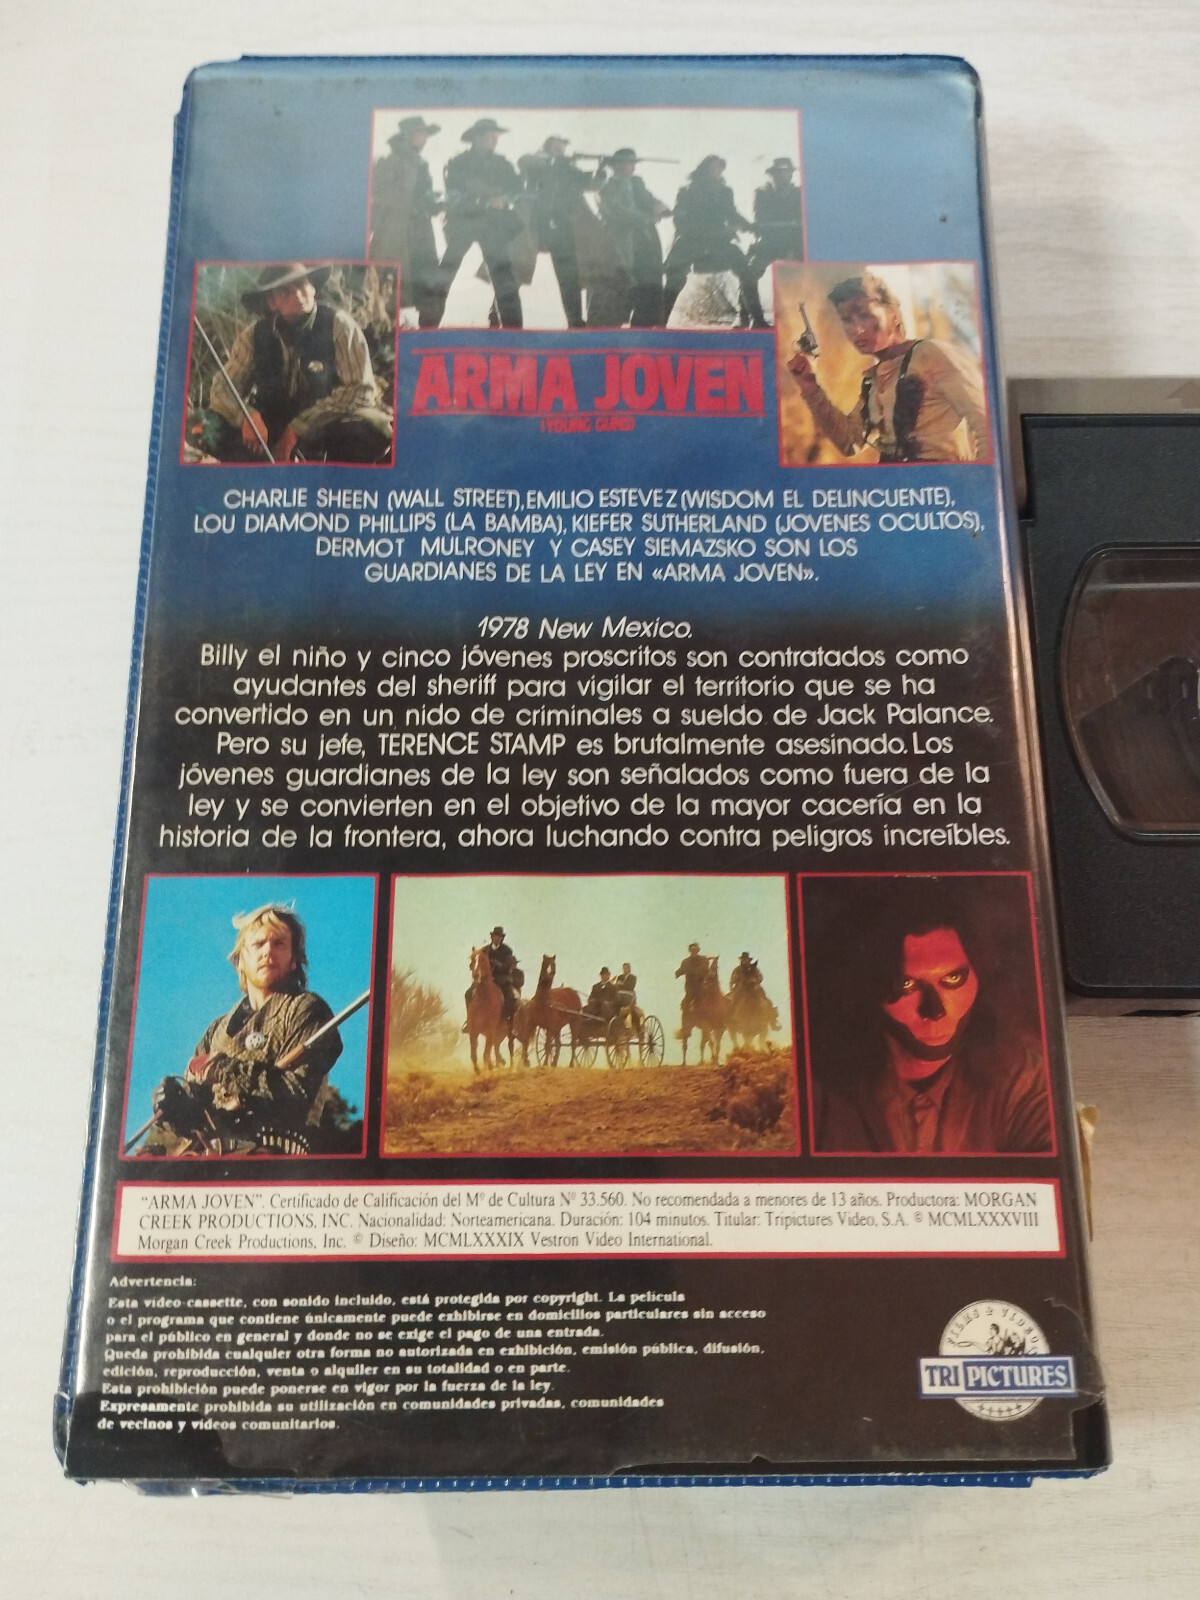 ARMA JOVEN
(YOUNG GUNS)
CHARLIE SHEEN (WALL STREET), EMILIO ESTEVEZ (WISDOM EL DELINCUENTE),
LOU DIAMOND PHILLIPS (LA BAMBA), KIEFER SUTHERLAND (JOVENES OCULTOS),
DERMOT MULRONEY Y CASEY SIEMAZSKO SON LOS
GUARDIANES DE LA LEY EN «ARMA JOVEN».
1978 New Mexico.
Billy el niño y cinco jóvenes proscritos son contratados como
ayudantes del sheriff para vigilar el territorio que se ha
convertido en un nido de criminales a sueldo de Jack Palance.
Pero su jefe, TERENCE STAMP es brutalmente asesinado. Los
jóvenes guardianes de la ley son señalados como fuera de la
ley y se convierten en el objetivo de la mayor cacería en la
historia de la frontera, ahora luchando contra peligros increíbles.
"ARMA JOVEN". Certificado de Calificación del Mº de Cultura Nº 33.560. No recomendada a menores de 13 años. Productora: MORGAN
CREEK PRODUCTIONS, INC. Nacionalidad: Norteamericana. Duración: 104 minutos. Titular: Tripictures Video, S.A. © MCMLXXXVIII
Morgan Creek Productions, Inc. © Diseño: MCMLXXXIX Vestron Video International.
Advertencia:
Esta video-cassette, con sonido incluido, está protegida por copyright. La película
o el programa que contiene únicamente puede exhibirse en domicilios particulares sin acceso
para el público en general y donde no se exige el pago de una entrada.
Queda prohibida cualquier otra forma no autorizada en exhibición, emisión pública, difusión,
edición, reproducción, venta o alquiler en su totalidad o en parte.
Esta prohibición puede ponerse en vigor por la fuerza de la ley.
Expresamente prohibida su utilización en comunidades privadas, comunidades
de vecinos y videos comunitarios.
FILMS & VIDEO
TRI PICTURES